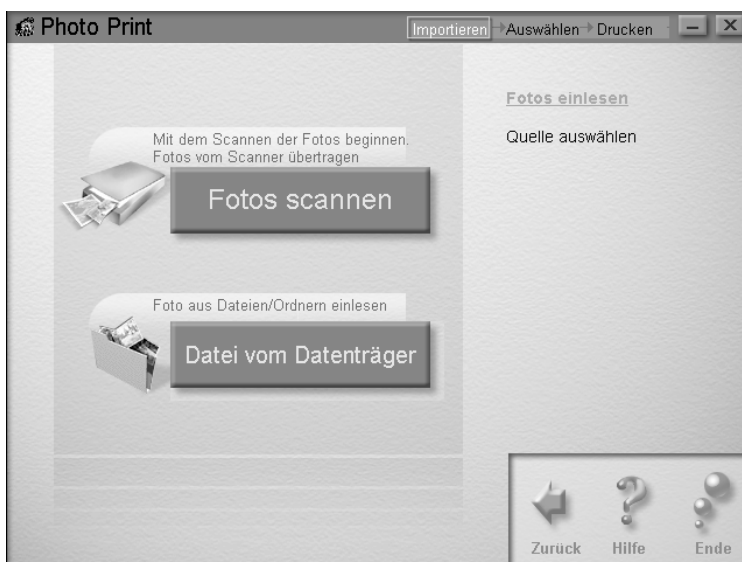 Photo Print
Importieren Auswählen Drucken
Mit dem Scannen der Fotos beginnen.
Fotos vom Scanner übertragen
Fotos scannen
Foto aus Dateien/Ordnern einlesen
Datei vom Datenträger
Fotos einlesen
Quelle auswählen
Zurück Hilfe Ende